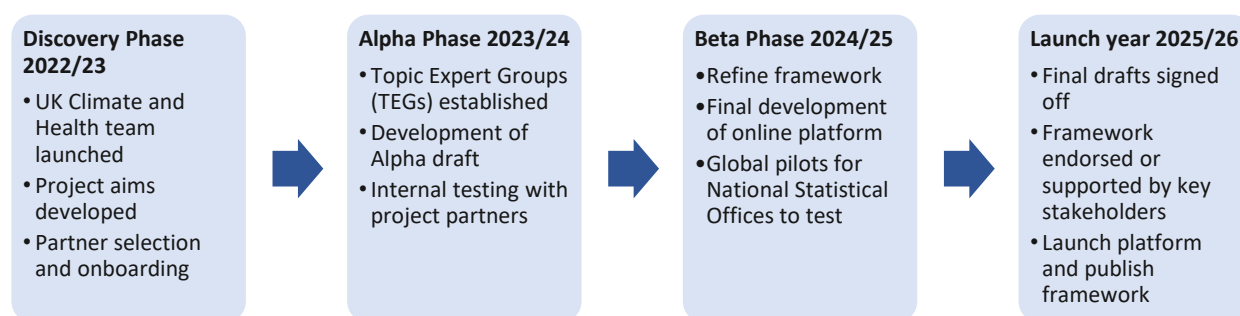 Discovery Phase
2022/23
• UK Climate and
Health team
launched
• Project aims
developed
• Partner selection
and onboarding
Alpha Phase 2023/24
• Topic Expert Groups
(TEGs) established
• Development of
Alpha draft
• Internal testing with
project partners
Beta Phase 2024/25
•Refine framework
•Final development
of online platform
•Global pilots for
National Statistical
Offices to test
Launch year 2025/26
• Final drafts signed
off
• Framework
endorsed or
supported by key
stakeholders
• Launch platform
and publish
framework